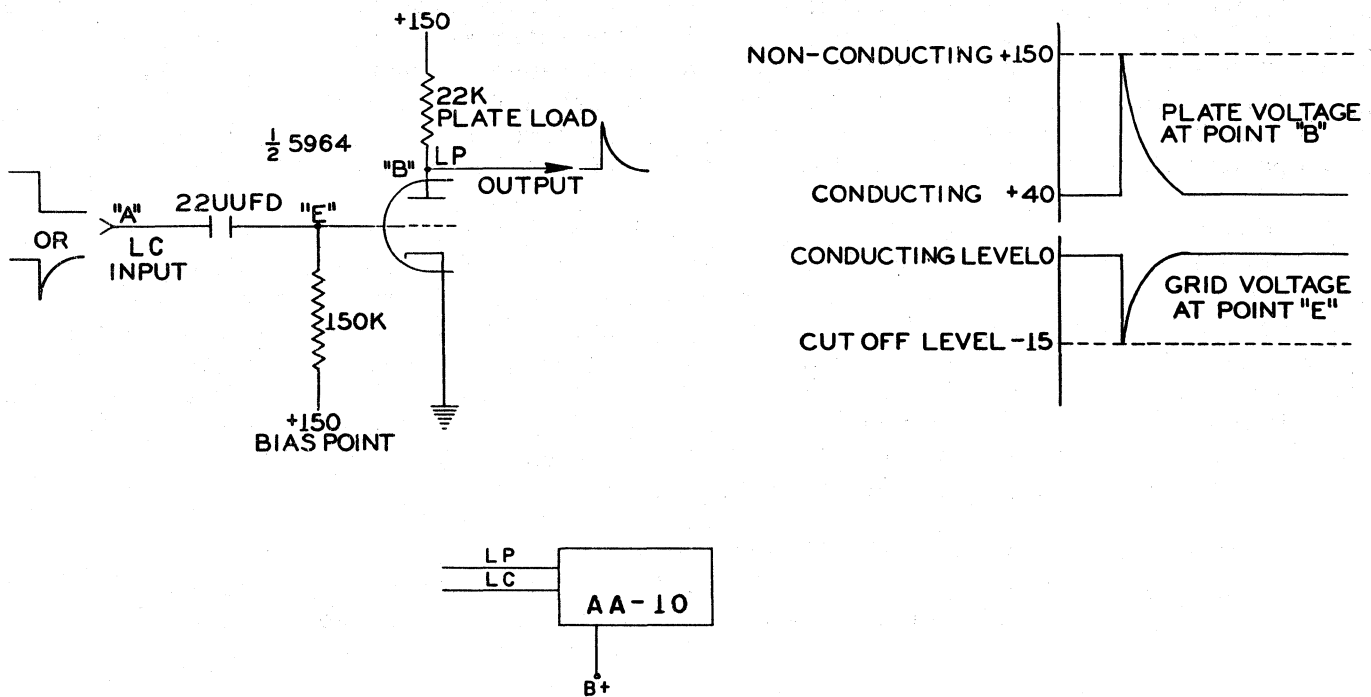 +150
22K
PLATE LOAD
½ 5964
"B"
LP
OUTPUT
"A"
22UUFD
"E"
OR
LC
INPUT
150K
+150
BIAS POINT
NON-CONDUCTING +150
PLATE VOLTAGE
AT POINT "B"
CONDUCTING +40
CONDUCTING LEVEL 0
GRID VOLTAGE
AT POINT "E"
CUT OFF LEVEL -15
LP
LC
AA-10
B+